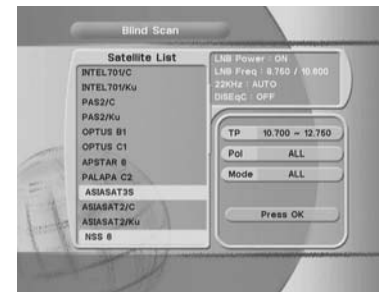 Blind Scan
Satellite List
INTEL701/C
INTEL701/Ku
PAS2/C
PAS2/Ku
OPTUS B1
OPTUS C1
APSTAR 6
PALAPA C2
ASIASAT3S
ASIASAT2/C
ASIASAT2/Ku
NSS 6
LNB Power : ON
LNB Freq : 9.750 / 10.600
22KHz : AUTO
DiSEqC : OFF
TP 10.700 ~ 12.750
Pol ALL
Mode ALL
Press OK